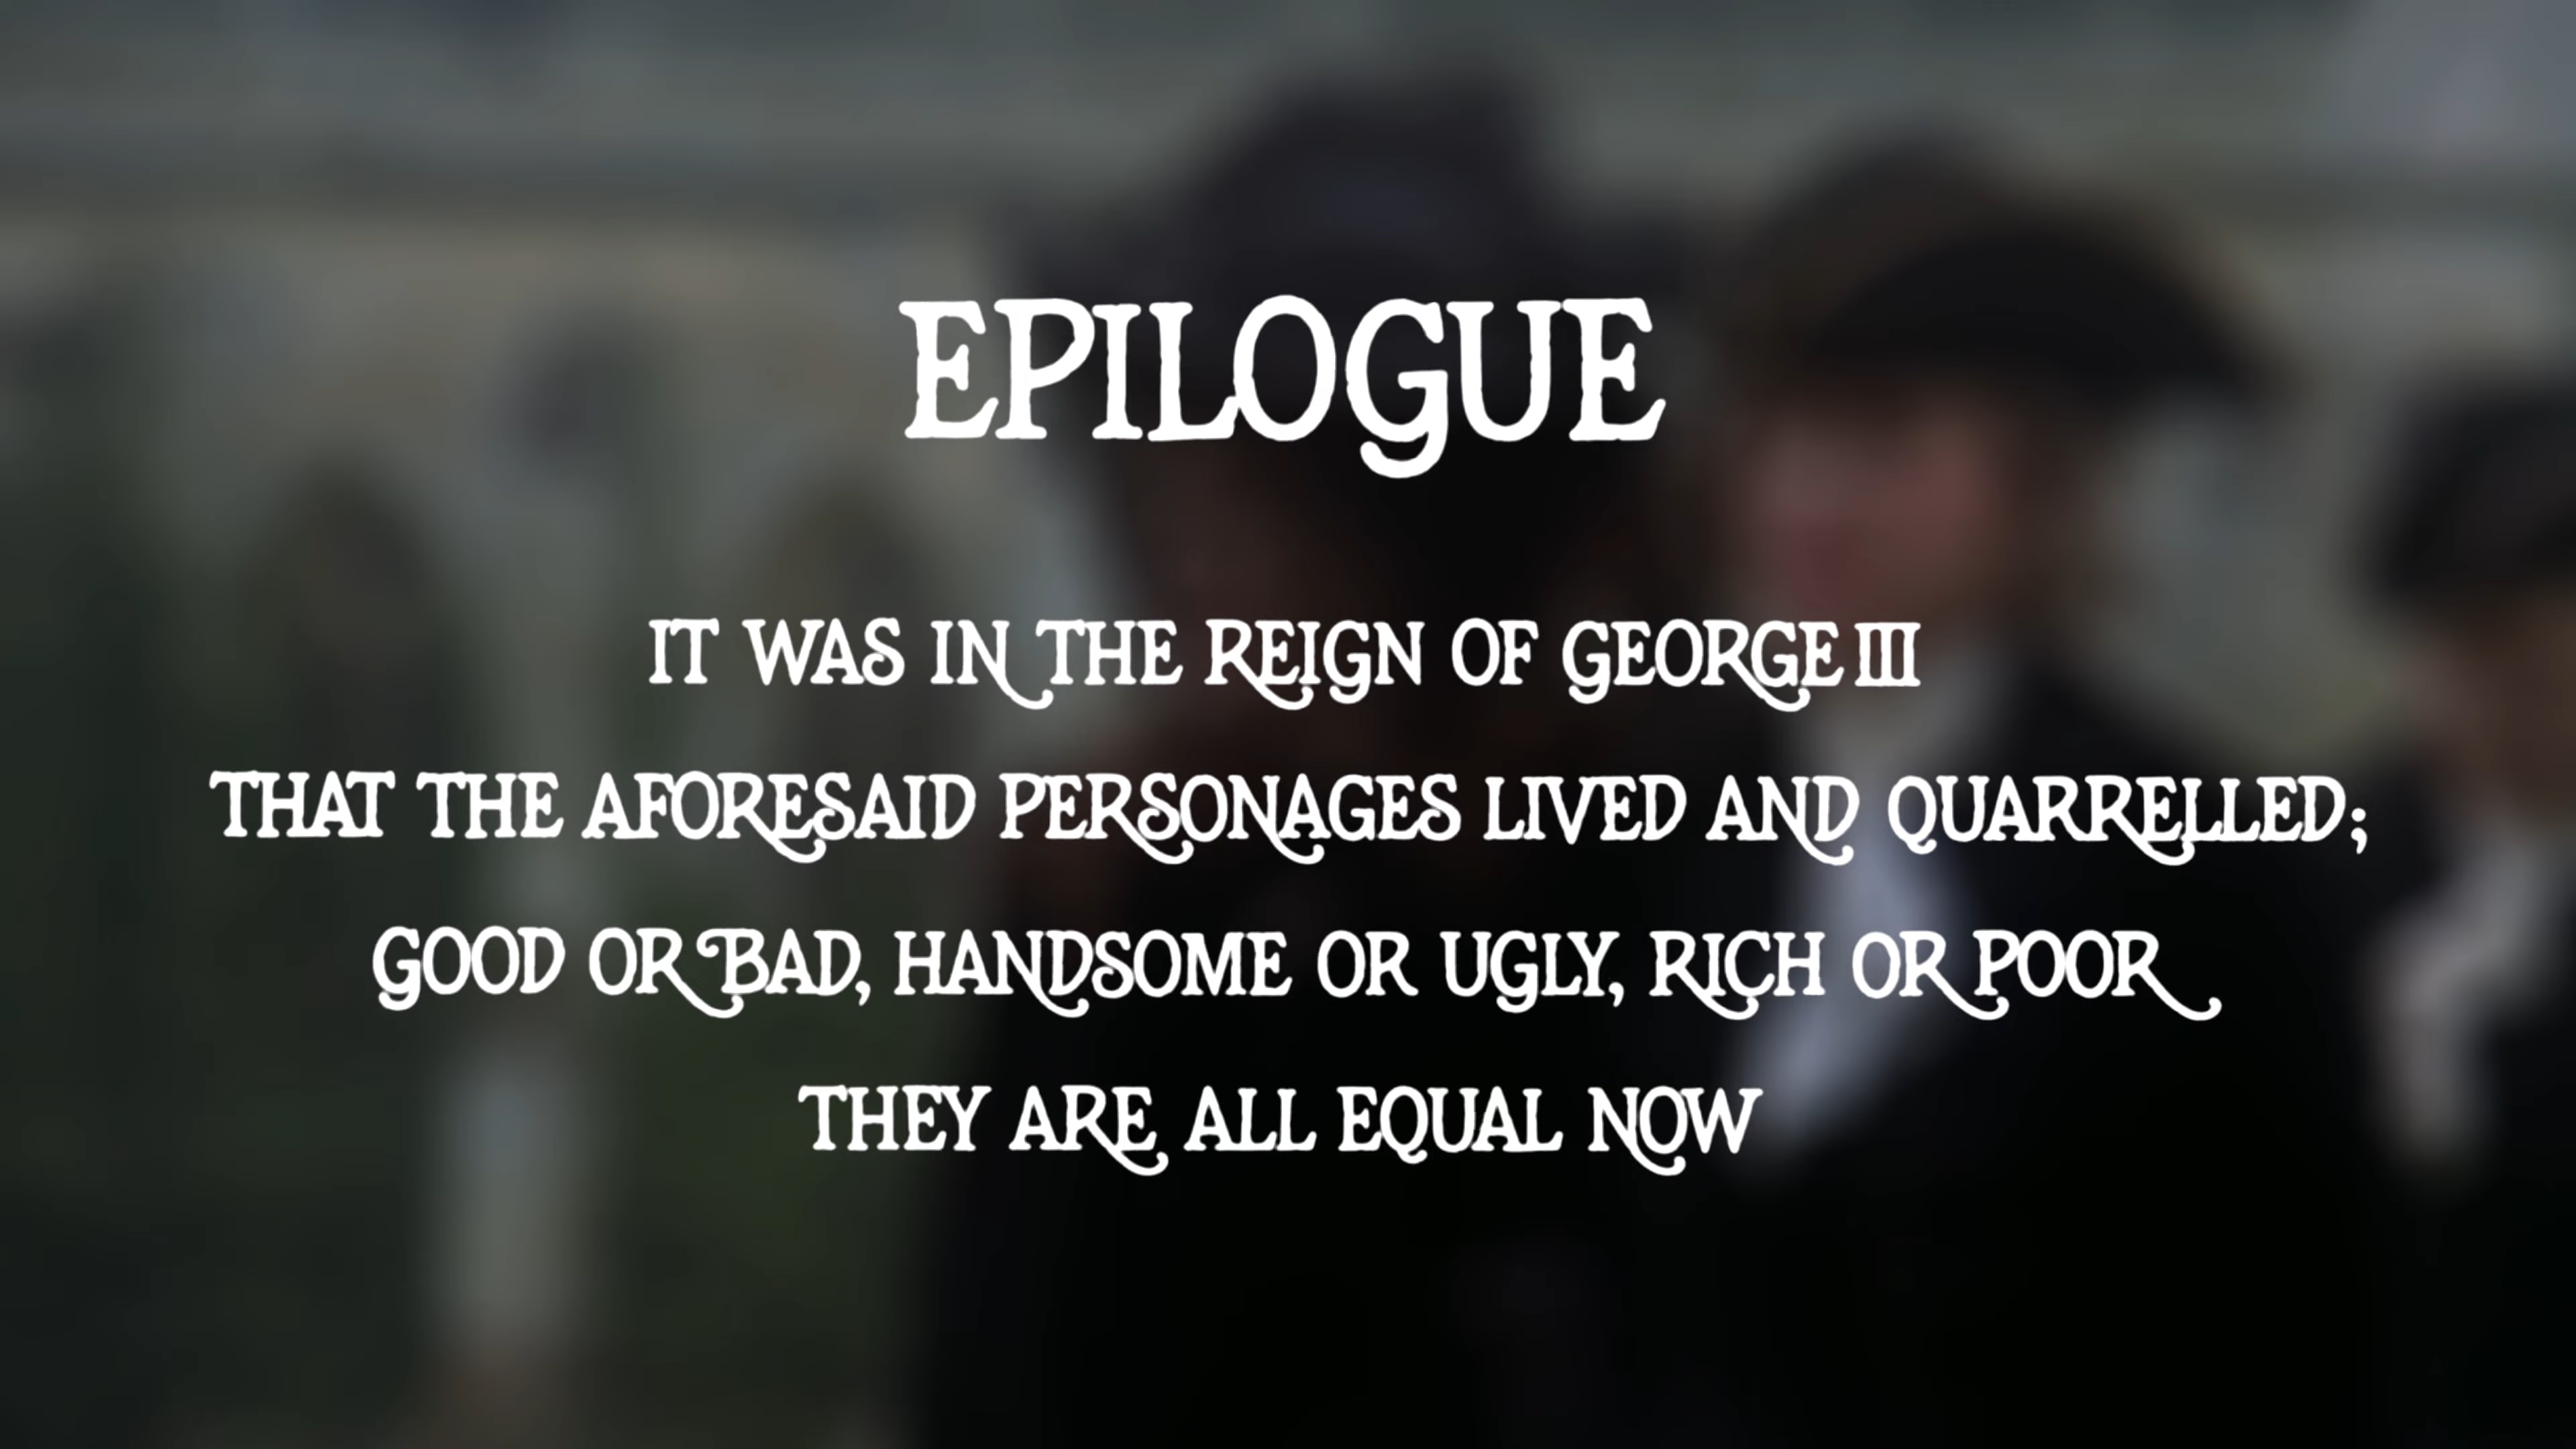 EPILOGUE
IT WAS IN THE REIGN OF GEORGE III
THAT THE AFORESAID PERSONAGES LIVED AND QUARRELLED;
GOOD OR BAD, HANDSOME OR UGLY, RICH OR POOR
THEY ARE ALL EQUAL NOW